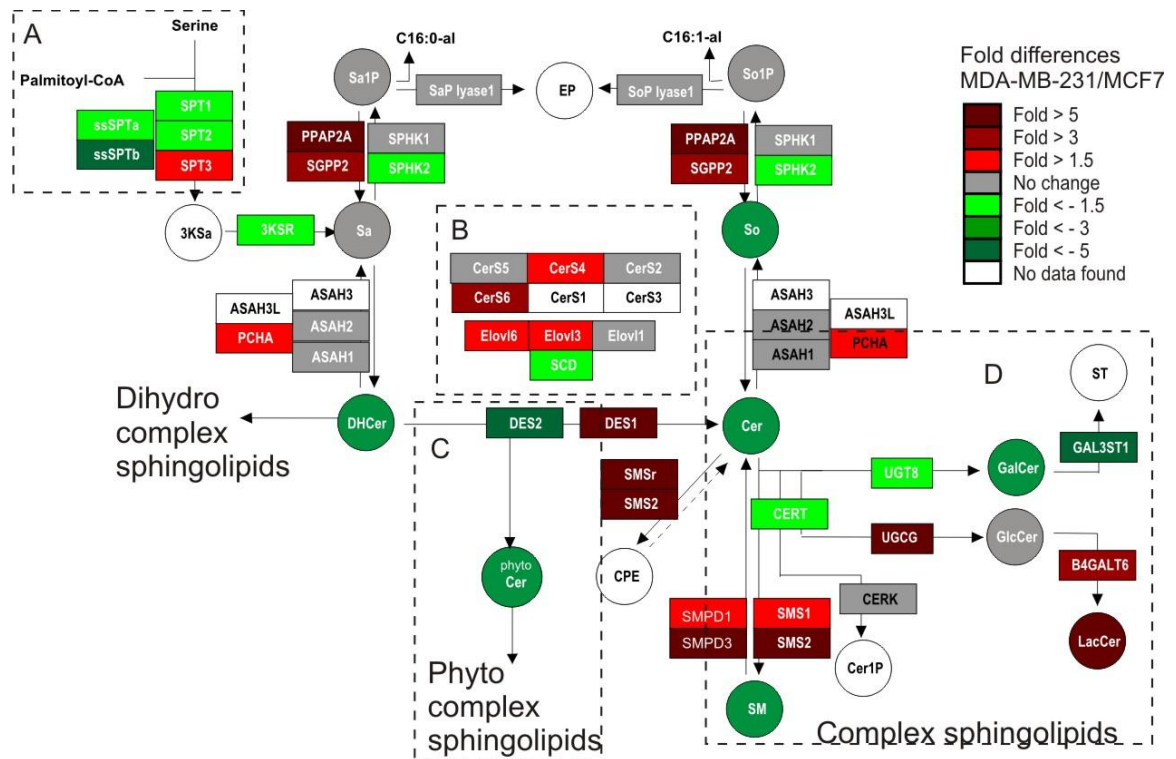 A
Serine
Palmitoyl-CoA
ssSPTa
ssSPTb
SPT1
SPT2
SPT3
3KSa
3KSR
Sa
Sa1P
C16:0-al
SaP lyase1
EP
SoP lyase1
C16:1-al
So1P
PPAP2A
SGPP2
SPHK1
SPHK2
PPAP2A
SGPP2
SPHK1
SPHK2
So
Fold differences
MDA-MB-231/MCF7
Fold > 5
Fold > 3
Fold > 1.5
No change
Fold < - 1.5
Fold < - 3
Fold < - 5
No data found
B
CerS5
CerS4
CerS2
CerS6
CerS1
CerS3
Elovl6
Elovl3
Elovl1
SCD
ASAH3L
PCHA
ASAH3
ASAH2
ASAH1
ASAH3
ASAH2
ASAH1
ASAH3L
PCHA
Dihydro
complex
sphingolipids
DHCer
C
DES2
DES1
Cer
phyto
Cer
Phyto
complex
sphingolipids
SMSr
SMS2
CPE
D
ST
GAL3ST1
GalCer
UGT8
CERT
UGCG
GlcCer
B4GALT6
LacCer
CERK
Cer1P
SMPD1
SMPD3
SMS1
SMS2
SM
Complex sphingolipids